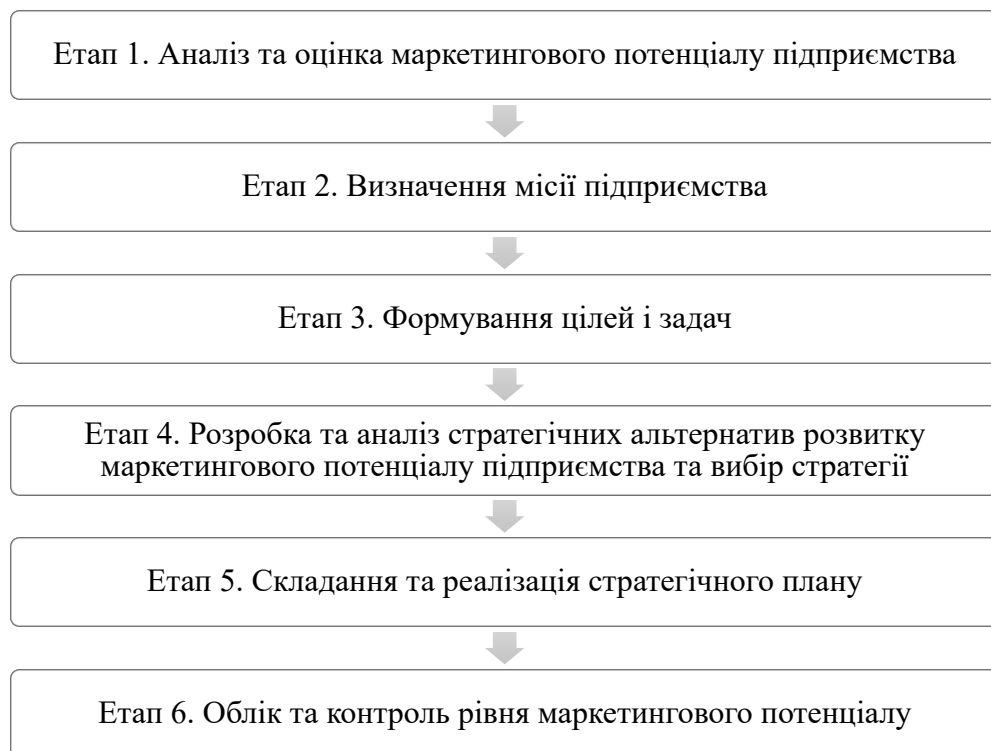 Етап 1. Аналіз та оцінка маркетингового потенціалу підприємства
Етап 2. Визначення місії підприємства
Етап 3. Формування цілей і задач
Етап 4. Розробка та аналіз стратегічних альтернатив розвитку
маркетингового потенціалу підприємства та вибір стратегії
Етап 5. Складання та реалізація стратегічного плану
Етап 6. Облік та контроль рівня маркетингового потенціалу